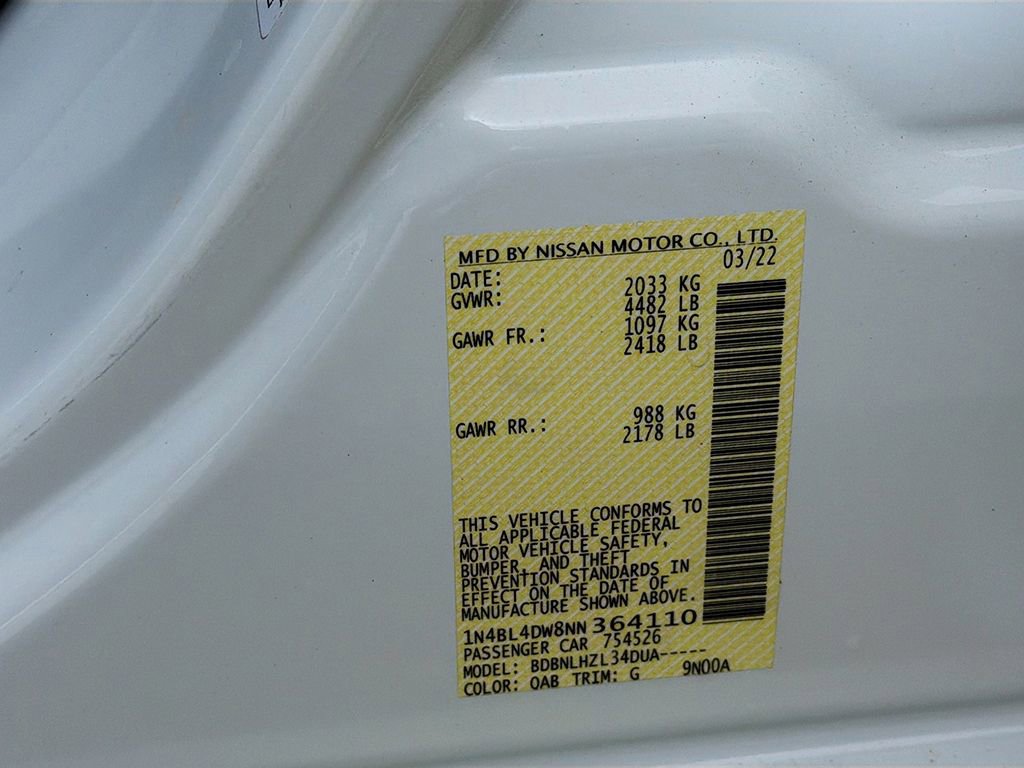 MFD BY NISSAN MOTOR CO., LTD.
DATE: 03/22
GVWR: 2033 KG
4482 LB
GAWR FR.: 1097 KG
2418 LB
GAWR RR.: 988 KG
2178 LB
THIS VEHICLE CONFORMS TO
ALL APPLICABLE FEDERAL
MOTOR VEHICLE SAFETY,
BUMPER, AND THEFT
PREVENTION STANDARDS IN
EFFECT ON THE DATE OF
MANUFACTURE SHOWN ABOVE.
1N4BL4DW8NN364110
PASSENGER CAR 754526
MODEL: BDBNLHZL34DUA-----
COLOR: QAB TRIM: G 9N00A